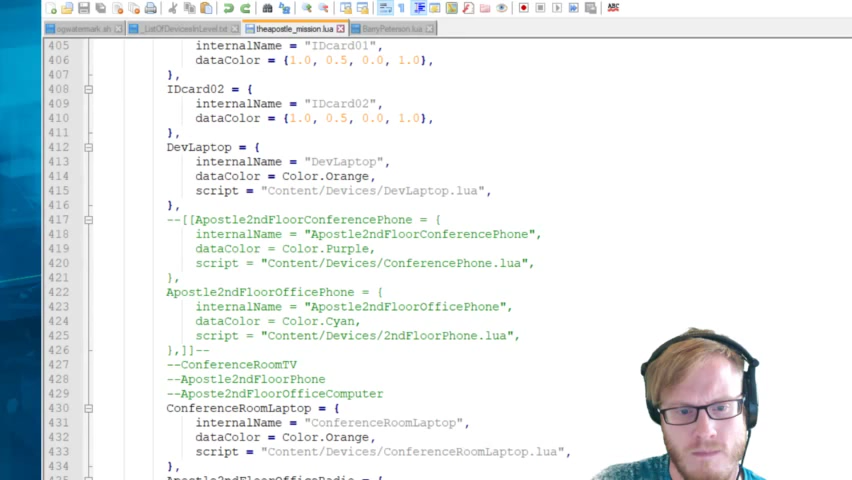 ogwatermark.sh
_ListOfDevicesInLevel.txt
theapostle_mission.lua
BarryPeterson.lua
ABC
405 internalName = "IDcard01",
406 dataColor = {1.0, 0.5, 0.0, 1.0},
407 },
408 IDcard02 = {
409 internalName = "IDcard02",
410 dataColor = {1.0, 0.5, 0.0, 1.0},
411 },
412 DevLaptop = {
413 internalName = "DevLaptop",
414 dataColor = Color.Orange,
415 script = "Content/Devices/DevLaptop.lua",
416 },
417 --[[Apostle2ndFloorConferencePhone = {
418 internalName = "Apostle2ndFloorConferencePhone",
419 dataColor = Color.Purple,
420 script = "Content/Devices/ConferencePhone.lua",
421 },
422 Apostle2ndFloorOfficePhone = {
423 internalName = "Apostle2ndFloorOfficePhone",
424 dataColor = Color.Cyan,
425 script = "Content/Devices/2ndFloorPhone.lua",
426 },]]--
427 --ConferenceRoomTV
428 --Apostle2ndFloorPhone
429 --Aposte2ndFloorOfficeComputer
430 ConferenceRoomLaptop = {
431 internalName = "ConferenceRoomLaptop",
432 dataColor = Color.Orange,
433 script = "Content/Devices/ConferenceRoomLaptop.lua",
434 },
435 Apostle2ndFloorOfficeRadio = {